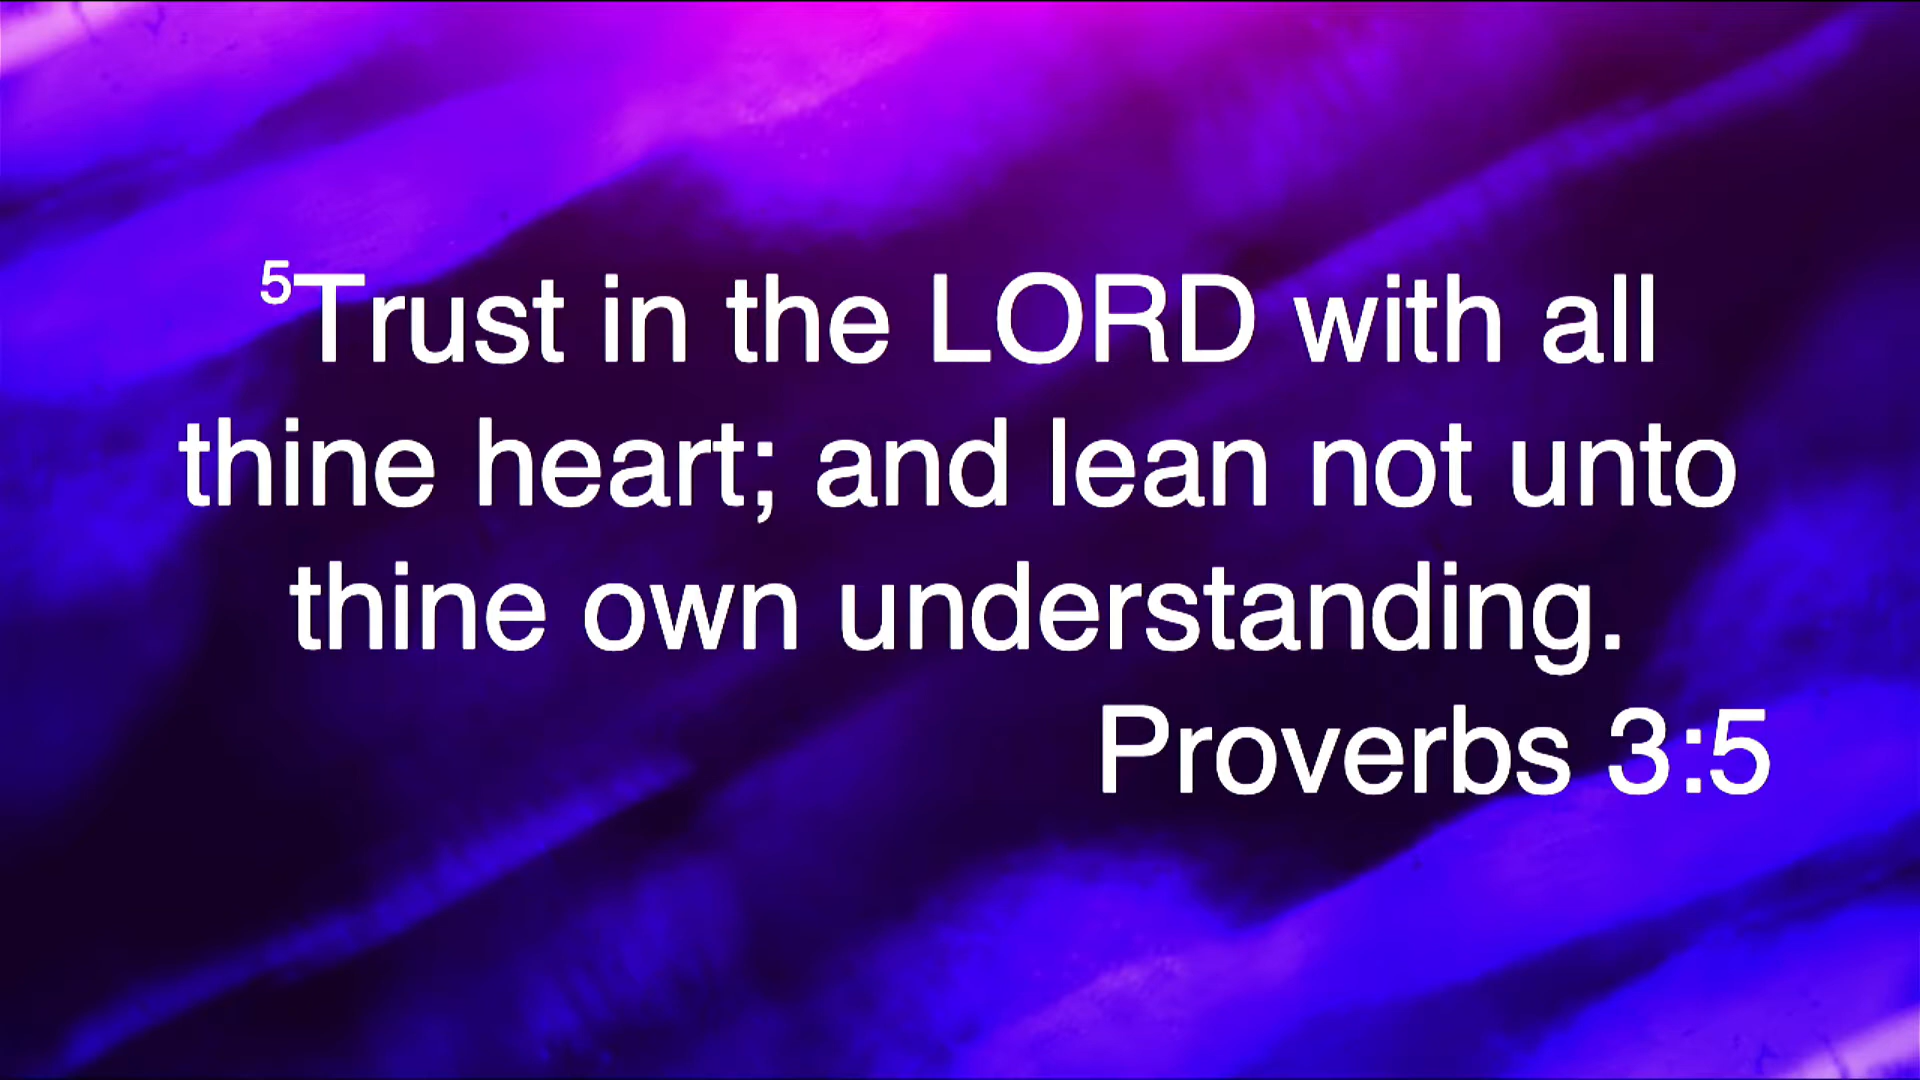 ⁵Trust in the LORD with all
thine heart; and lean not unto
thine own understanding.
Proverbs 3:5